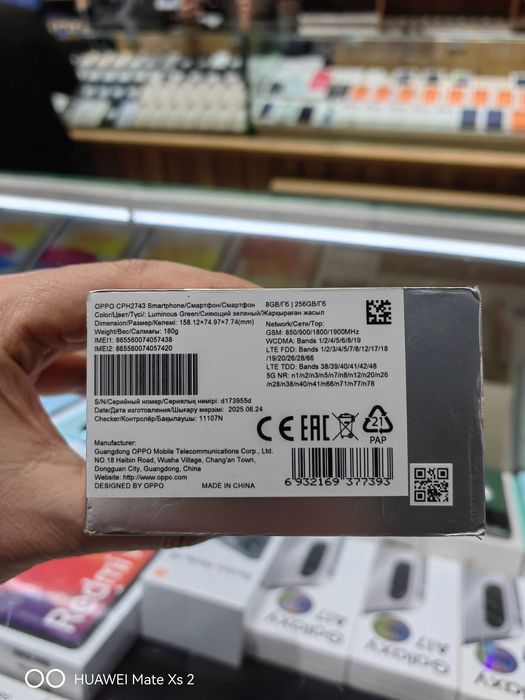 OPPO CPH2743 Smartphone/Смартфон/Смартфон
Color/Цвет/Түсі/: Luminous Green/Сияющий зеленый/Жарқыраған жасыл
Dimension/Размер/Көлемі: 158.12*74.97*7.74(mm)
Weight/Вес/Салмағы: 180g
IMEI1: 865560074057438
IMEI2: 865560074057420
S/N/Серийный номер/Сериялық нөмірі: d173955d
Дата/Дата изготовления/Шығару мерзімі: 2025.06.24
Checker/Контролёр/Бақылаушы: 11107N
8GB/Гб | 256GB/Гб
Network/Сети/Тор:
GSM: 850/900/1800/1900MHz
WCDMA: Bands 1/2/4/5/6/8/19
LTE FDD: Bands 1/2/3/4/5/7/8/12/17/18
/19/20/26/28/66
LTE TDD: Bands 38/39/40/41/42/48
5G NR: n1/n2/n3/n5/n7/n8/n12/n20/n26
/n28/n38/n40/n41/n66/n71/n77/n78
CE EAC 21
PAP
Manufacturer:
Guangdong OPPO Mobile Telecommunications Corp., Ltd.
NO.18 Haibin Road, Wusha Village, Chang'an Town,
Dongguan City, Guangdong, China
Website: http://www.oppo.com
DESIGNED BY OPPO MADE IN CHINA
6 932169 377393
Redmi
Galaxy A17
Galaxy A17
Galaxy
HUAWEI Mate Xs 2